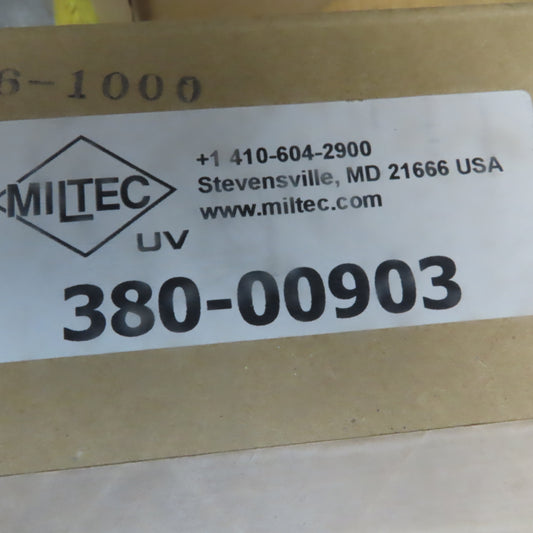 6-1000
MILTEC
UV
+1 410-604-2900
Stevensville, MD 21666 USA
www.miltec.com
380-00903